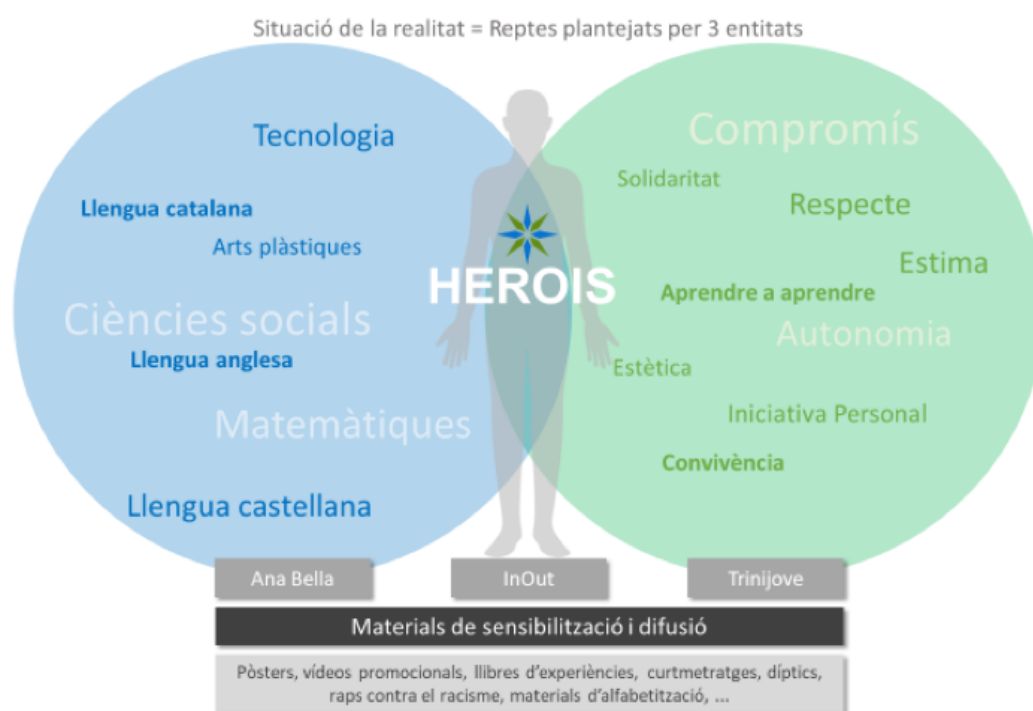 Situació de la realitat = Reptes plantejats per 3 entitats
Tecnologia
Llengua catalana
Arts plàstiques
Ciències socials
Llengua anglesa
Matemàtiques
Llengua castellana
HEROIS
Compromís
Solidaritat
Respecte
Estima
Aprendre a aprendre
Autonomia
Estètica
Iniciativa Personal
Convivència
Ana Bella
InOut
Trinijove
Materials de sensibilització i difusió
Pòsters, vídeos promocionals, llibres d'experiències, curtmetratges, díptics,
raps contra el racisme, materials d'alfabetització, ...